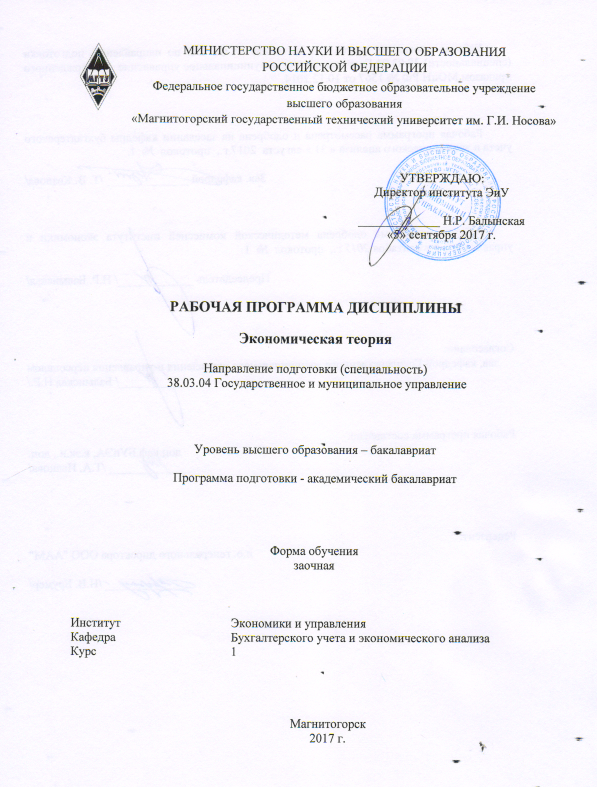 МИНИСТЕРСТВО НАУКИ И ВЫСШЕГО ОБРАЗОВАНИЯ
РОССИЙСКОЙ ФЕДЕРАЦИИ
Федеральное государственное бюджетное образовательное учреждение
высшего образования
«Магнитогорский государственный технический университет им. Г.И. Носова»
МГТУ
УТВЕРЖДАЮ:
Директор института ЭиУ
Н.Р. Балынская
«5» сентября 2017 г.
РАБОЧАЯ ПРОГРАММА ДИСЦИПЛИНЫ
Экономическая теория
Направление подготовки (специальность)
38.03.04 Государственное и муниципальное управление
Уровень высшего образования – бакалавриат
Программа подготовки - академический бакалавриат
Форма обучения
заочная
Институт Экономики и управления
Кафедра Бухгалтерского учета и экономического анализа
Курс 1
Магнитогорск
2017 г.